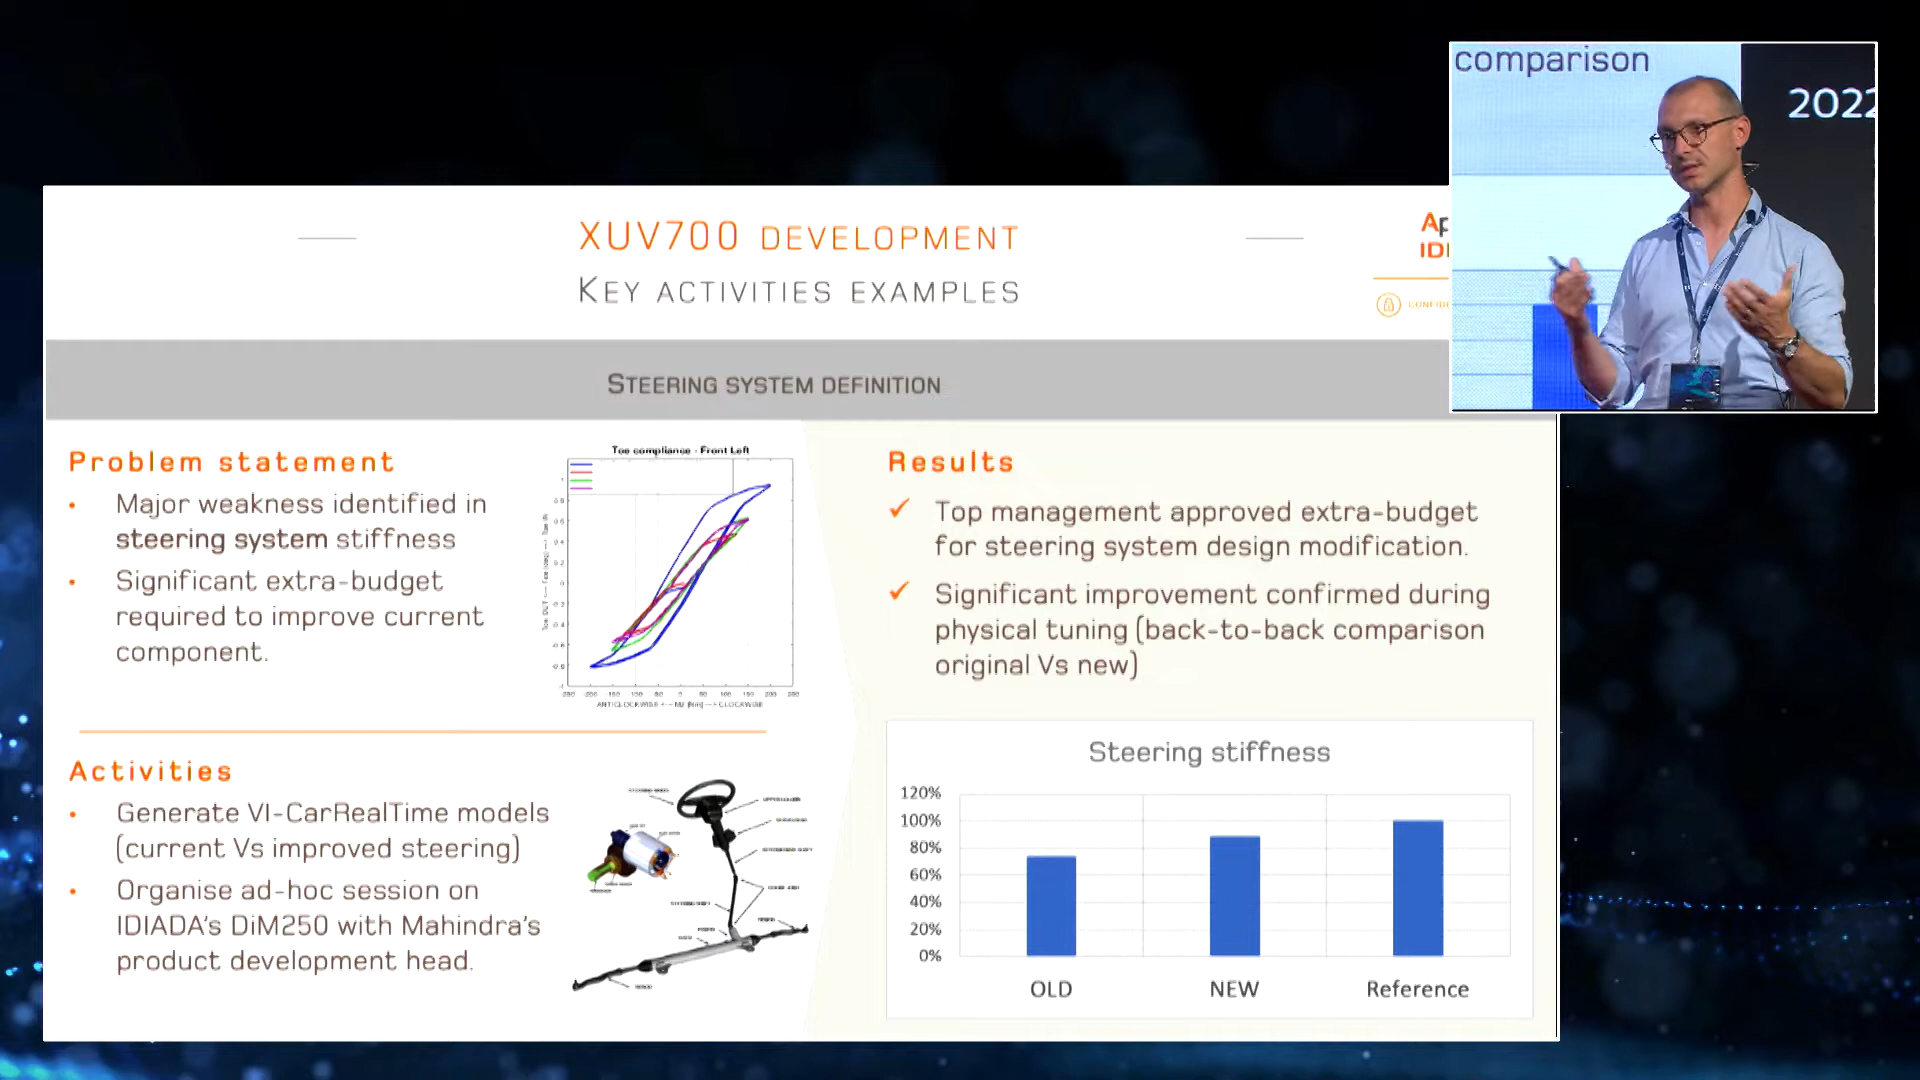 comparison
2022
XUV700 DEVELOPMENT
KEY ACTIVITIES EXAMPLES
STEERING SYSTEM DEFINITION
Problem statement
• Major weakness identified in
steering system stiffness
• Significant extra-budget
required to improve current
component.
Toe compliance - Front Left
ANTICLOCKWISE <--- Mz [Nm] ---> CLOCKWISE
Activities
• Generate VI-CarRealTime models
(current Vs improved steering)
• Organise ad-hoc session on
IDIADA's DiM250 with Mahindra's
product development head.
Results
✓ Top management approved extra-budget
for steering system design modification.
✓ Significant improvement confirmed during
physical tuning (back-to-back comparison
original Vs new)
Steering stiffness
120%
100%
80%
60%
40%
20%
0%
OLD NEW Reference